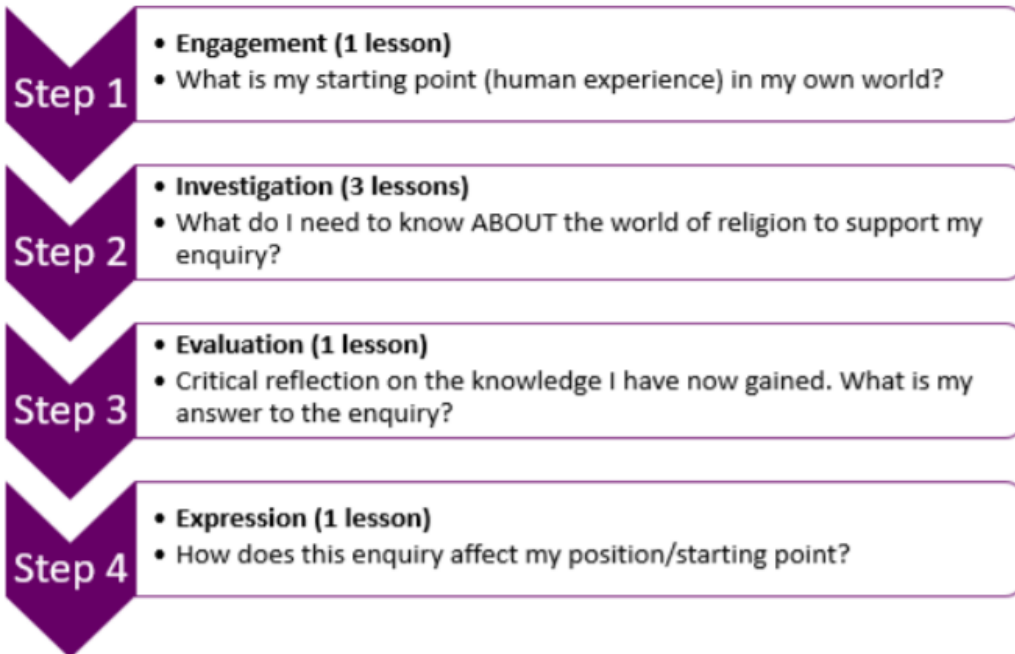 Step 1
• Engagement (1 lesson)
• What is my starting point (human experience) in my own world?
Step 2
• Investigation (3 lessons)
• What do I need to know ABOUT the world of religion to support my
enquiry?
Step 3
• Evaluation (1 lesson)
• Critical reflection on the knowledge I have now gained. What is my
answer to the enquiry?
Step 4
• Expression (1 lesson)
• How does this enquiry affect my position/starting point?